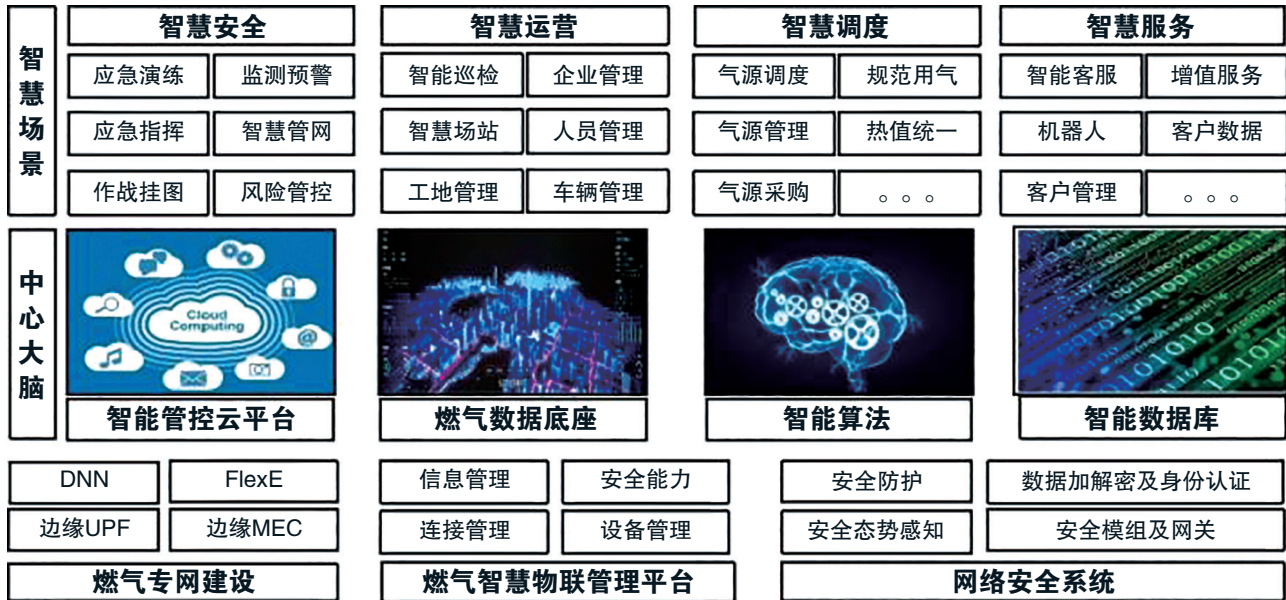 智慧场景
智慧安全 智慧运营 智慧调度 智慧服务
应急演练 监测预警 智能巡检 企业管理 气源调度 规范用气 智能客服 增值服务
应急指挥 智慧管网 智慧场站 人员管理 气源管理 热值统一 机器人 客户数据
作战挂图 风险管控 工地管理 车辆管理 气源采购 。。。 客户管理 。。。
中心大脑
Cloud
Computing
智能管控云平台 燃气数据底座 智能算法 智能数据库
DNN FlexE 信息管理 安全能力 安全防护 数据加解密及身份认证
边缘UPF 边缘MEC 连接管理 设备管理 安全态势感知 安全模组及网关
燃气专网建设 燃气智慧物联管理平台 网络安全系统